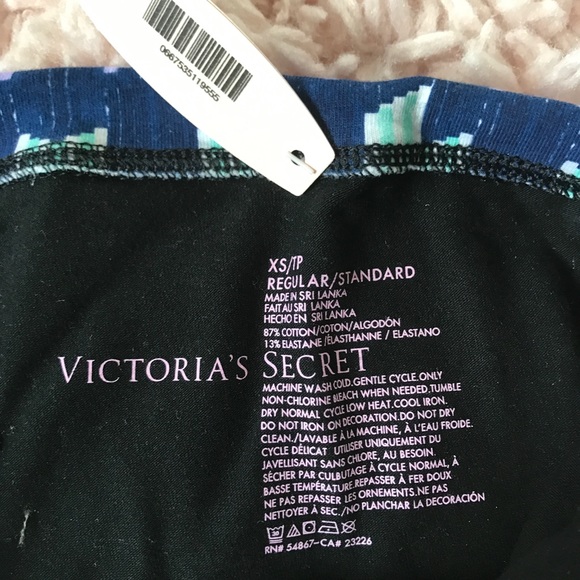 0667535119555
XS/TP
REGULAR/STANDARD
MADE IN SRI LANKA
FAIT AU SRI LANKA
HECHO EN SRI LANKA
87% COTTON/COTON/ALGODÓN
13% ELASTANE/ÉLASTHANNE/ELASTANO
VICTORIA'S SECRET
MACHINE WASH COLD.GENTLE CYCLE.ONLY
NON-CHLORINE BLEACH WHEN NEEDED.TUMBLE
DRY NORMAL CYCLE LOW HEAT.COOL IRON.
DO NOT IRON ON DECORATION.DO NOT DRY
CLEAN./LAVABLE À LA MACHINE, À L'EAU FROIDE.
CYCLE DÉLICAT UTILISER UNIQUEMENT DU
JAVELLISANT SANS CHLORE, AU BESOIN.
SÉCHER PAR CULBUTAGE À CYCLE NORMAL, À
BASSE TEMPÉRATURE.REPASSER À FER DOUX
NE PAS REPASSER LES ORNEMENTS.NE PAS
NETTOYER À SEC./NO PLANCHAR LA DECORACIÓN
30
RN# 54867-CA# 23226